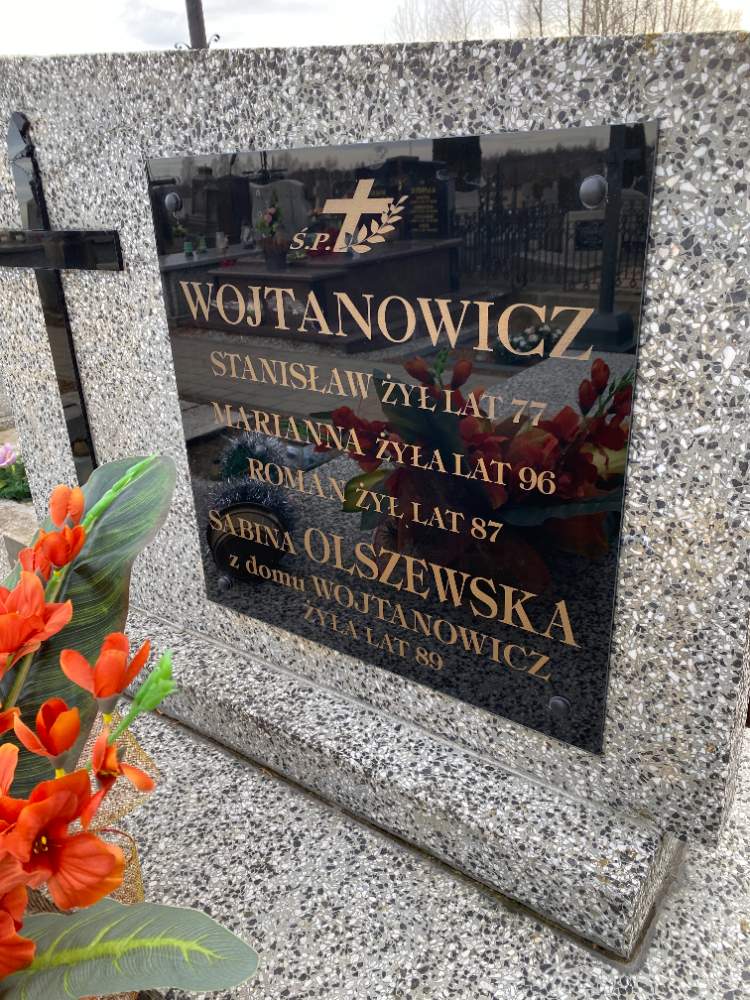 Ś.P.
WOJTANOWICZ
STANISŁAW ŻYŁ LAT 77
MARIANNA ŻYŁA LAT 96
ROMAN ŻYŁ LAT 87
SABINA OLSZEWSKA
z domu WOJTANOWICZ
ŻYŁA LAT 89